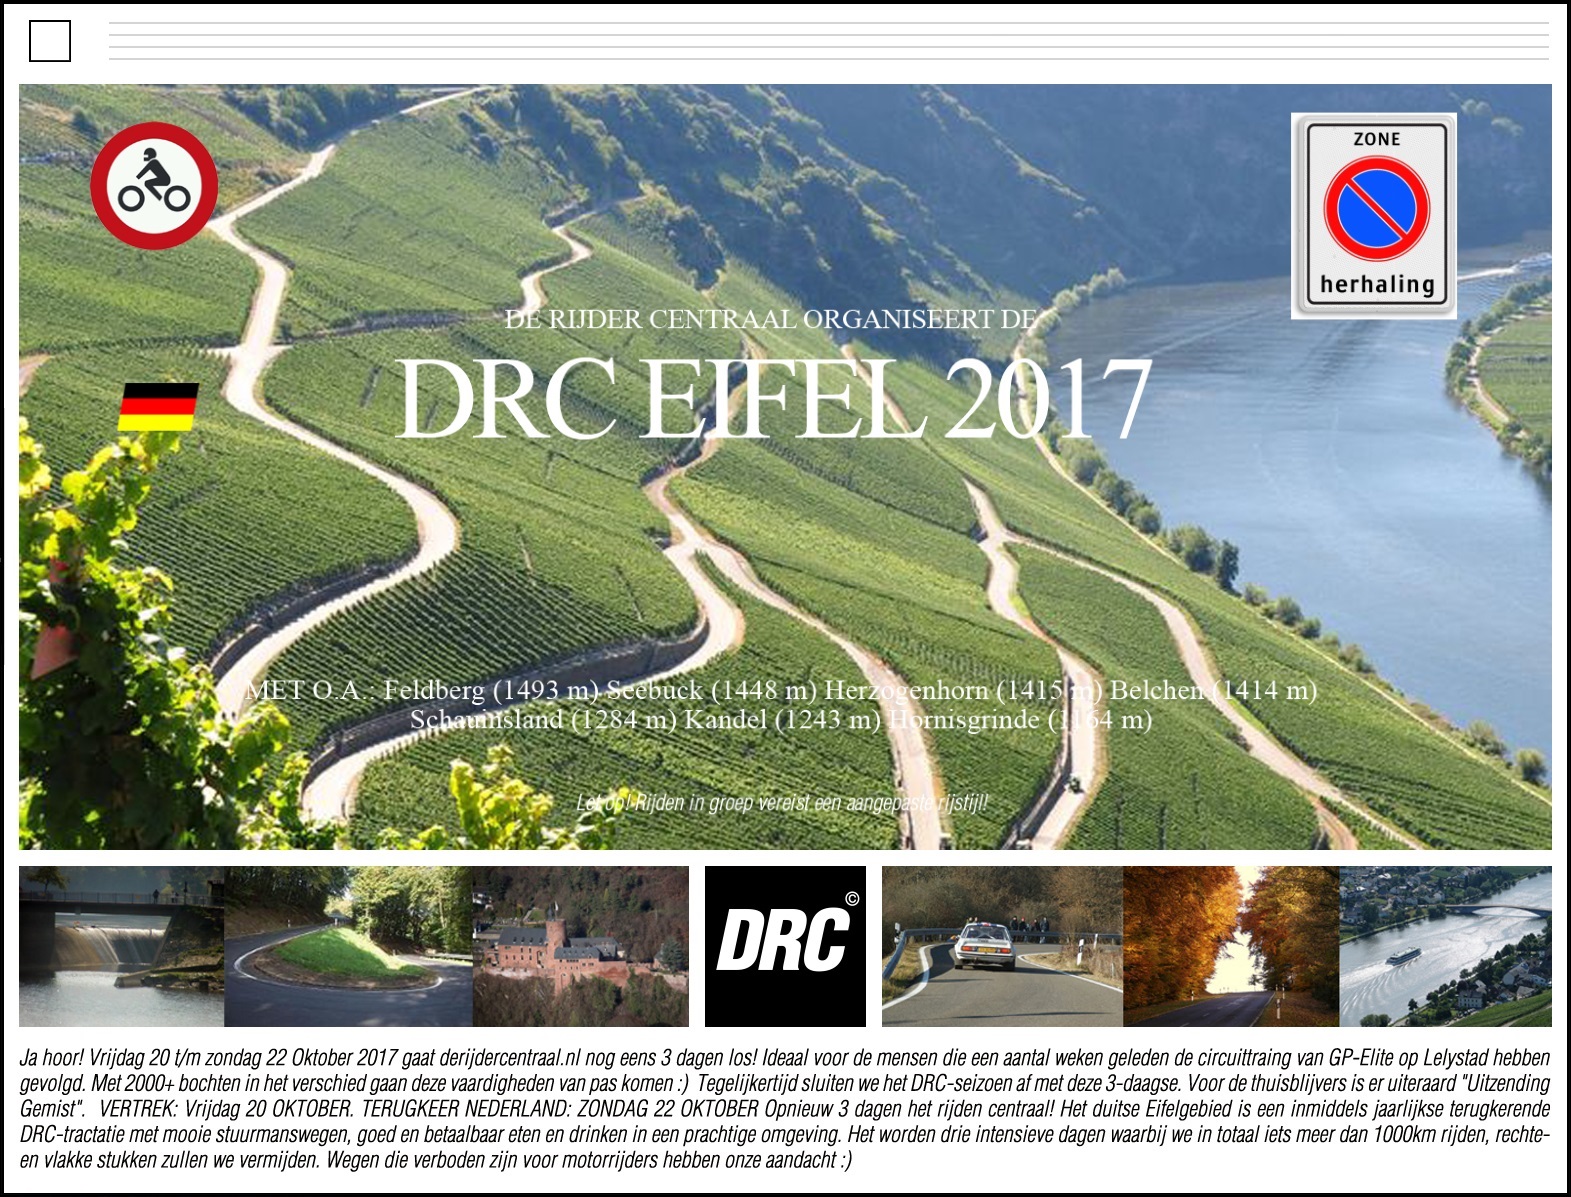 ZONE
herhaling
DE RIJDER CENTRAAL ORGANISEERT DE
DRC EIFEL 2017
MET O.A.: Feldberg (1493 m) Seebuck (1448 m) Herzogenhorn (1415 m) Belchen (1414 m)
Schauinsland (1284 m) Kandel (1243 m) Hornisgrinde (1164 m)
Let op! Rijden in groep vereist een aangepaste rijstijl!
DRC©
Ja hoor! Vrijdag 20 t/m zondag 22 Oktober 2017 gaat derijdercentraal.nl nog eens 3 dagen los! Ideaal voor de mensen die een aantal weken geleden de circuittraing van GP-Elite op Lelystad hebben
gevolgd. Met 2000+ bochten in het verschied gaan deze vaardigheden van pas komen :) Tegelijkertijd sluiten we het DRC-seizoen af met deze 3-daagse. Voor de thuisblijvers is er uiteraard "Uitzending
Gemist". VERTREK: Vrijdag 20 OKTOBER. TERUGKEER NEDERLAND: ZONDAG 22 OKTOBER Opnieuw 3 dagen het rijden centraal! Het duitse Eifelgebied is een inmiddels jaarlijkse terugkerende
DRC-tractatie met mooie stuurmanswegen, goed en betaalbaar eten en drinken in een prachtige omgeving. Het worden drie intensieve dagen waarbij we in totaal iets meer dan 1000km rijden, rechte-
en vlakke stukken zullen we vermijden. Wegen die verboden zijn voor motorrijders hebben onze aandacht :)